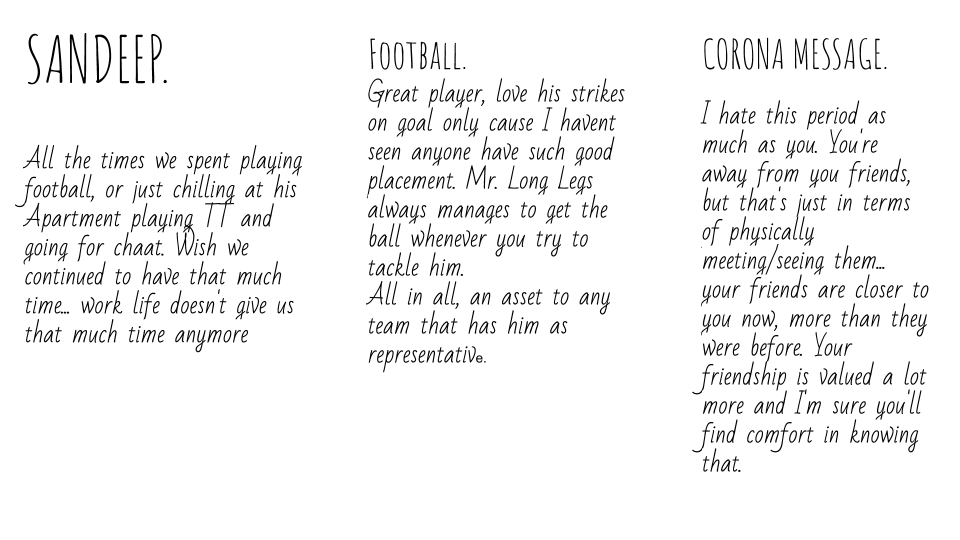 SANDEEP.
All the times we spent playing
football, or just chilling at his
Apartment playing TT and
going for chaat. Wish we
continued to have that much
time... work life doesn't give us
that much time anymore
FOOTBALL.
Great player, love his strikes
on goal only cause I havent
seen anyone have such good
placement. Mr. Long Legs
always manages to get the
ball whenever you try to
tackle him.
All in all, an asset to any
team that has him as
representative.
CORONA MESSAGE.
I hate this period as
much as you. You're
away from you friends,
but that's just in terms
of physically
meeting/seeing them...
your friends are closer to
you now, more than they
were before. Your
friendship is valued a lot
more and I'm sure you'll
find comfort in knowing
that.